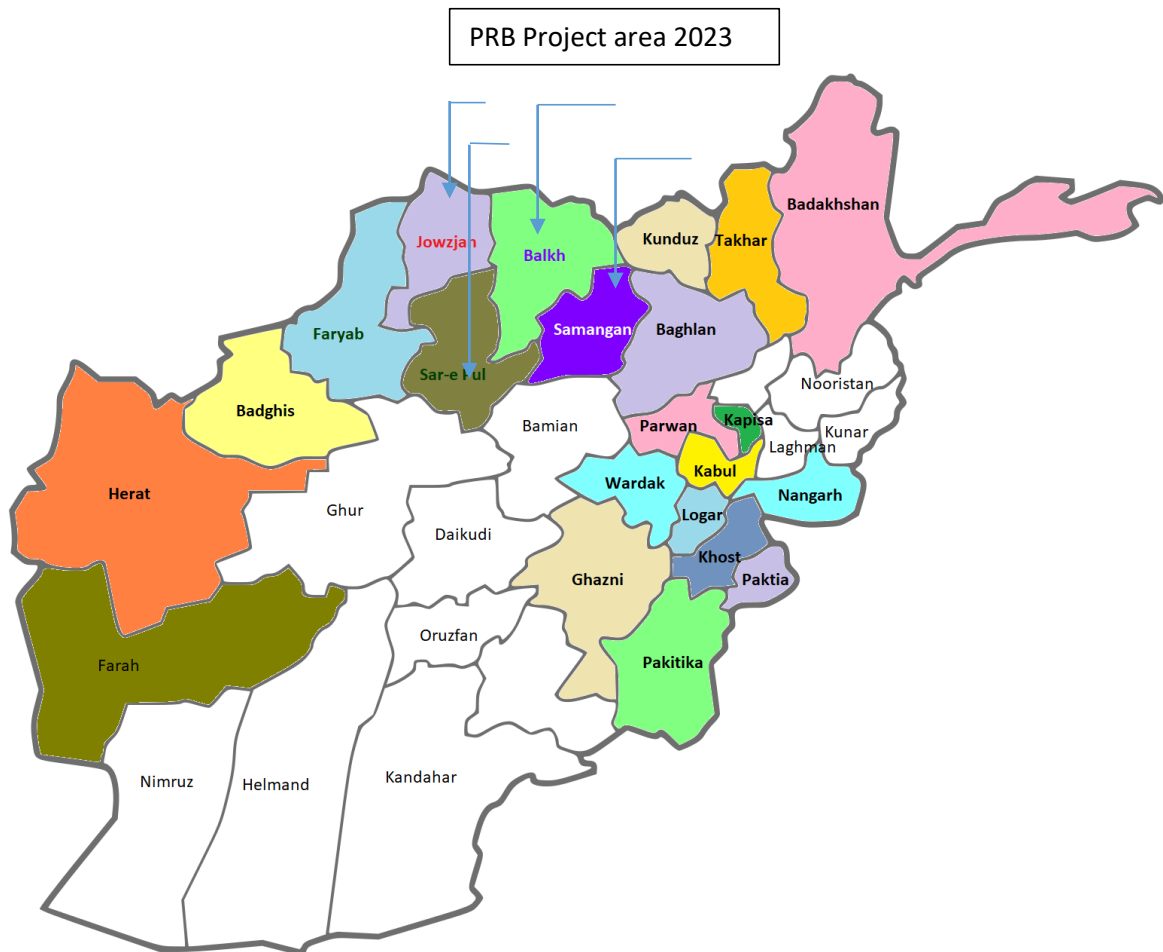 PRB Project area 2023
Badakhshan
Jowzjan
Balkh
Kunduz
Takhar
Faryab
Samangan
Baghlan
Sar-e Pul
Nooristan
Badghis
Bamian
Parwan
Kapisa
Kunar
Laghman
Herat
Wardak
Kabul
Nangarh
Ghur
Logar
Daikudi
Khost
Ghazni
Paktia
Oruzfan
Farah
Pakitika
Nimruz
Helmand
Kandahar